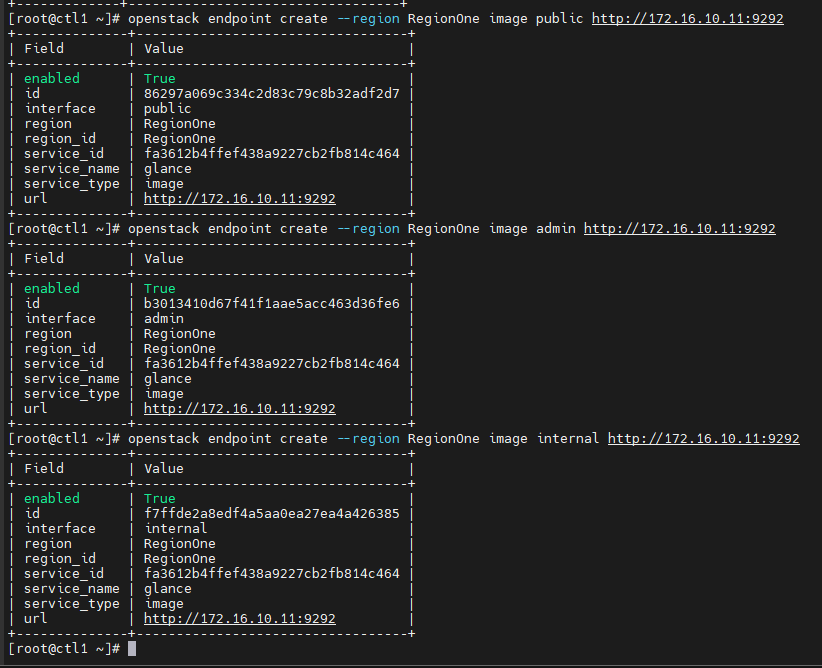 +--------------+----------------------------------+
[root@ctl1 ~]# openstack endpoint create --region RegionOne image public http://172.16.10.11:9292
+--------------+----------------------------------+
| Field        | Value                            |
+--------------+----------------------------------+
| enabled      | True                             |
| id           | 86297a069c334c2d83c79c8b32adf2d7 |
| interface    | public                           |
| region       | RegionOne                        |
| region_id    | RegionOne                        |
| service_id   | fa3612b4ffef438a9227cb2fb814c464 |
| service_name | glance                           |
| service_type | image                            |
| url          | http://172.16.10.11:9292         |
+--------------+----------------------------------+
[root@ctl1 ~]# openstack endpoint create --region RegionOne image admin http://172.16.10.11:9292
+--------------+----------------------------------+
| Field        | Value                            |
+--------------+----------------------------------+
| enabled      | True                             |
| id           | b3013410d67f41f1aae5acc463d36fe6 |
| interface    | admin                            |
| region       | RegionOne                        |
| region_id    | RegionOne                        |
| service_id   | fa3612b4ffef438a9227cb2fb814c464 |
| service_name | glance                           |
| service_type | image                            |
| url          | http://172.16.10.11:9292         |
+--------------+----------------------------------+
[root@ctl1 ~]# openstack endpoint create --region RegionOne image internal http://172.16.10.11:9292
+--------------+----------------------------------+
| Field        | Value                            |
+--------------+----------------------------------+
| enabled      | True                             |
| id           | f7ffde2a8edf4a5aa0ea27ea4a426385 |
| interface    | internal                         |
| region       | RegionOne                        |
| region_id    | RegionOne                        |
| service_id   | fa3612b4ffef438a9227cb2fb814c464 |
| service_name | glance                           |
| service_type | image                            |
| url          | http://172.16.10.11:9292         |
+--------------+----------------------------------+
[root@ctl1 ~]#